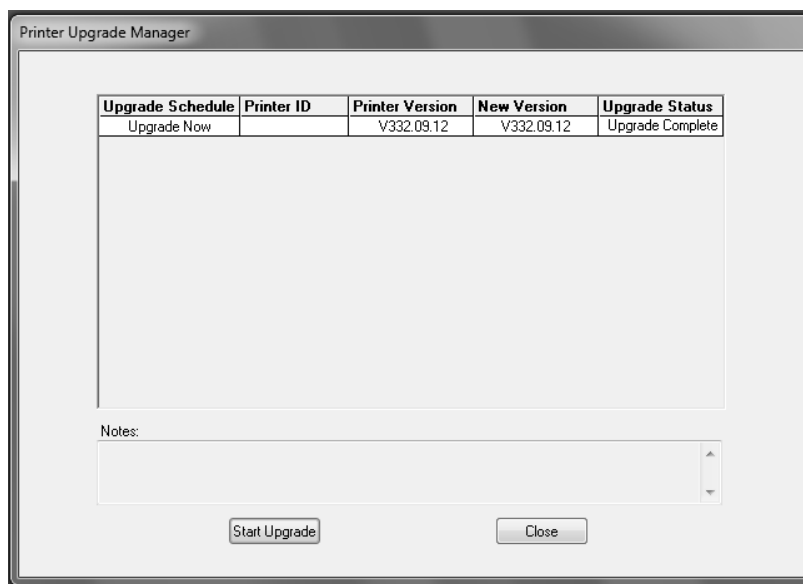 Printer Upgrade Manager
Upgrade Schedule Printer ID Printer Version New Version Upgrade Status
Upgrade Now V332.09.12 V332.09.12 Upgrade Complete
Notes:
Start Upgrade Close